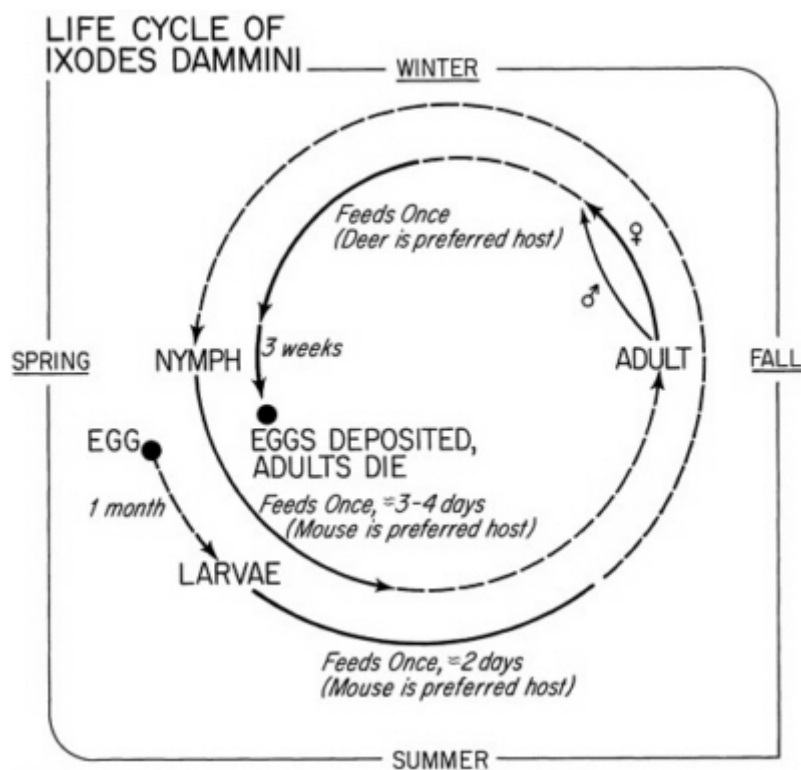 LIFE CYCLE OF
IXODES DAMMINI
WINTER
Feeds Once
(Deer is preferred host)
♀
♂
SPRING
NYMPH
3 weeks
ADULT
FALL
EGG
EGGS DEPOSITED,
ADULTS DIE
1 month
Feeds Once, ≈3-4 days
(Mouse is preferred host)
LARVAE
Feeds Once, ≈2 days
(Mouse is preferred host)
SUMMER